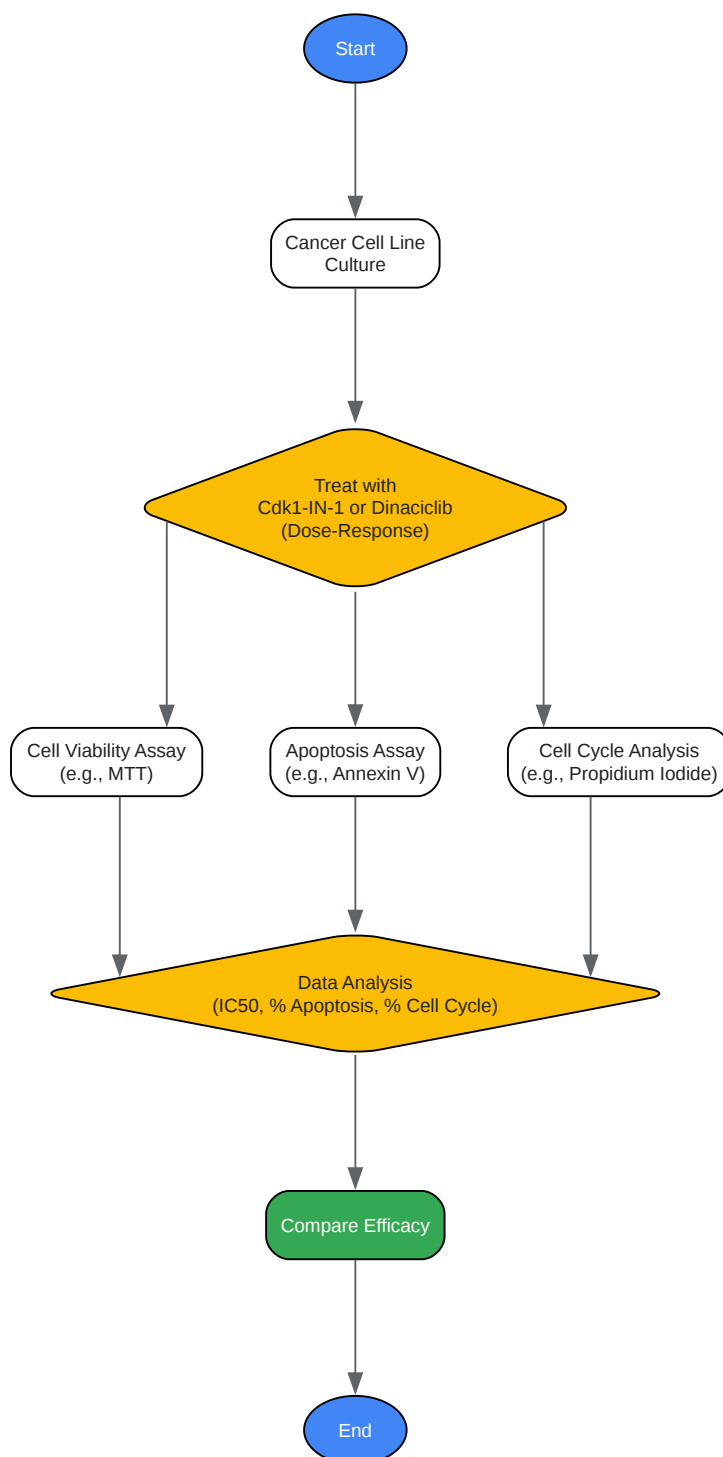 Start
Cancer Cell Line
Culture
Treat with
Cdk1-IN-1 or Dinaciclib
(Dose-Response)
Cell Viability Assay
(e.g., MTT)
Apoptosis Assay
(e.g., Annexin V)
Cell Cycle Analysis
(e.g., Propidium Iodide)
Data Analysis
(IC50, % Apoptosis, % Cell Cycle)
Compare Efficacy
End